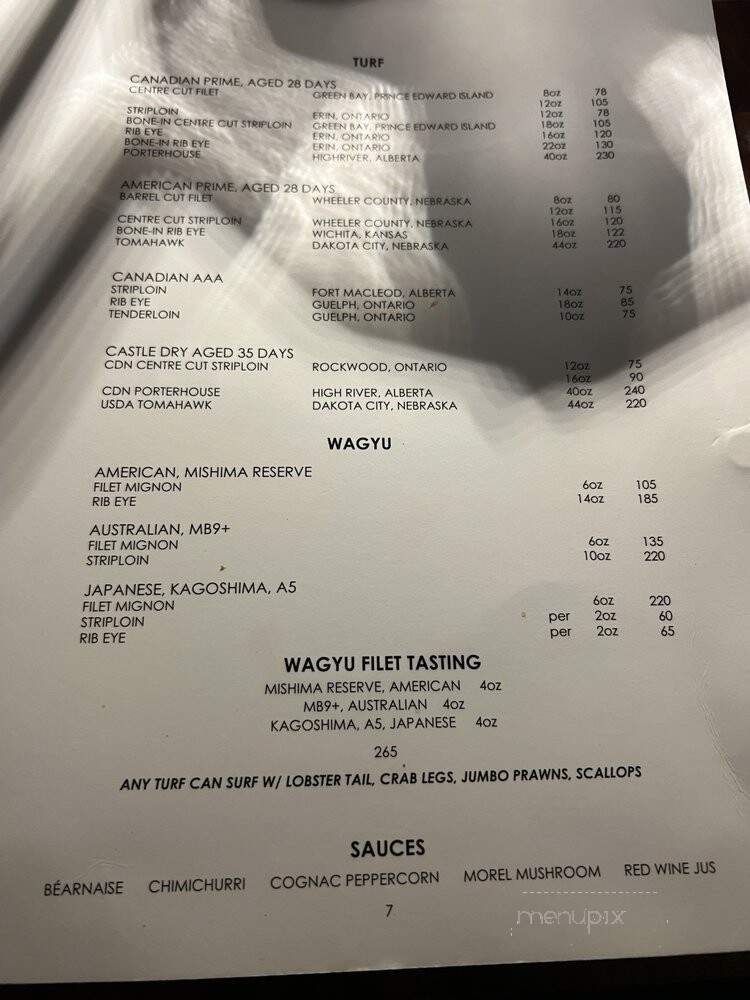 TURF
CANADIAN PRIME, AGED 28 DAYS
CENTRE CUT FILET GREEN BAY, PRINCE EDWARD ISLAND 8oz 78
12oz 105
STRIPLOIN ERIN, ONTARIO 12oz 78
BONE-IN CENTRE CUT STRIPLOIN GREEN BAY, PRINCE EDWARD ISLAND 18oz 105
RIB EYE ERIN, ONTARIO 16oz 120
BONE-IN RIB EYE ERIN, ONTARIO 22oz 130
PORTERHOUSE HIGHRIVER, ALBERTA 40oz 230
AMERICAN PRIME, AGED 28 DAYS
BARREL CUT FILET WHEELER COUNTY, NEBRASKA 8oz 80
12oz 115
CENTRE CUT STRIPLOIN WHEELER COUNTY, NEBRASKA 16oz 120
BONE-IN RIB EYE WICHITA, KANSAS 18oz 122
TOMAHAWK DAKOTA CITY, NEBRASKA 44oz 220
CANADIAN AAA
STRIPLOIN FORT MACLEOD, ALBERTA 14oz 75
RIB EYE GUELPH, ONTARIO 18oz 85
TENDERLOIN GUELPH, ONTARIO 10oz 75
CASTLE DRY AGED 35 DAYS
CDN CENTRE CUT STRIPLOIN ROCKWOOD, ONTARIO 12oz 75
16oz 90
CDN PORTERHOUSE HIGH RIVER, ALBERTA 40oz 240
USDA TOMAHAWK DAKOTA CITY, NEBRASKA 44oz 220
WAGYU
AMERICAN, MISHIMA RESERVE
FILET MIGNON 6oz 105
RIB EYE 14oz 185
AUSTRALIAN, MB9+
FILET MIGNON 6oz 135
STRIPLOIN 10oz 220
JAPANESE, KAGOSHIMA, A5
FILET MIGNON 6oz 220
STRIPLOIN per 2oz 60
RIB EYE per 2oz 65
WAGYU FILET TASTING
MISHIMA RESERVE, AMERICAN 4oz
MB9+, AUSTRALIAN 4oz
KAGOSHIMA, A5, JAPANESE 4oz
265
ANY TURF CAN SURF W/ LOBSTER TAIL, CRAB LEGS, JUMBO PRAWNS, SCALLOPS
SAUCES
BÉARNAISE CHIMICHURRI COGNAC PEPPERCORN MOREL MUSHROOM RED WINE JUS
7
menupix